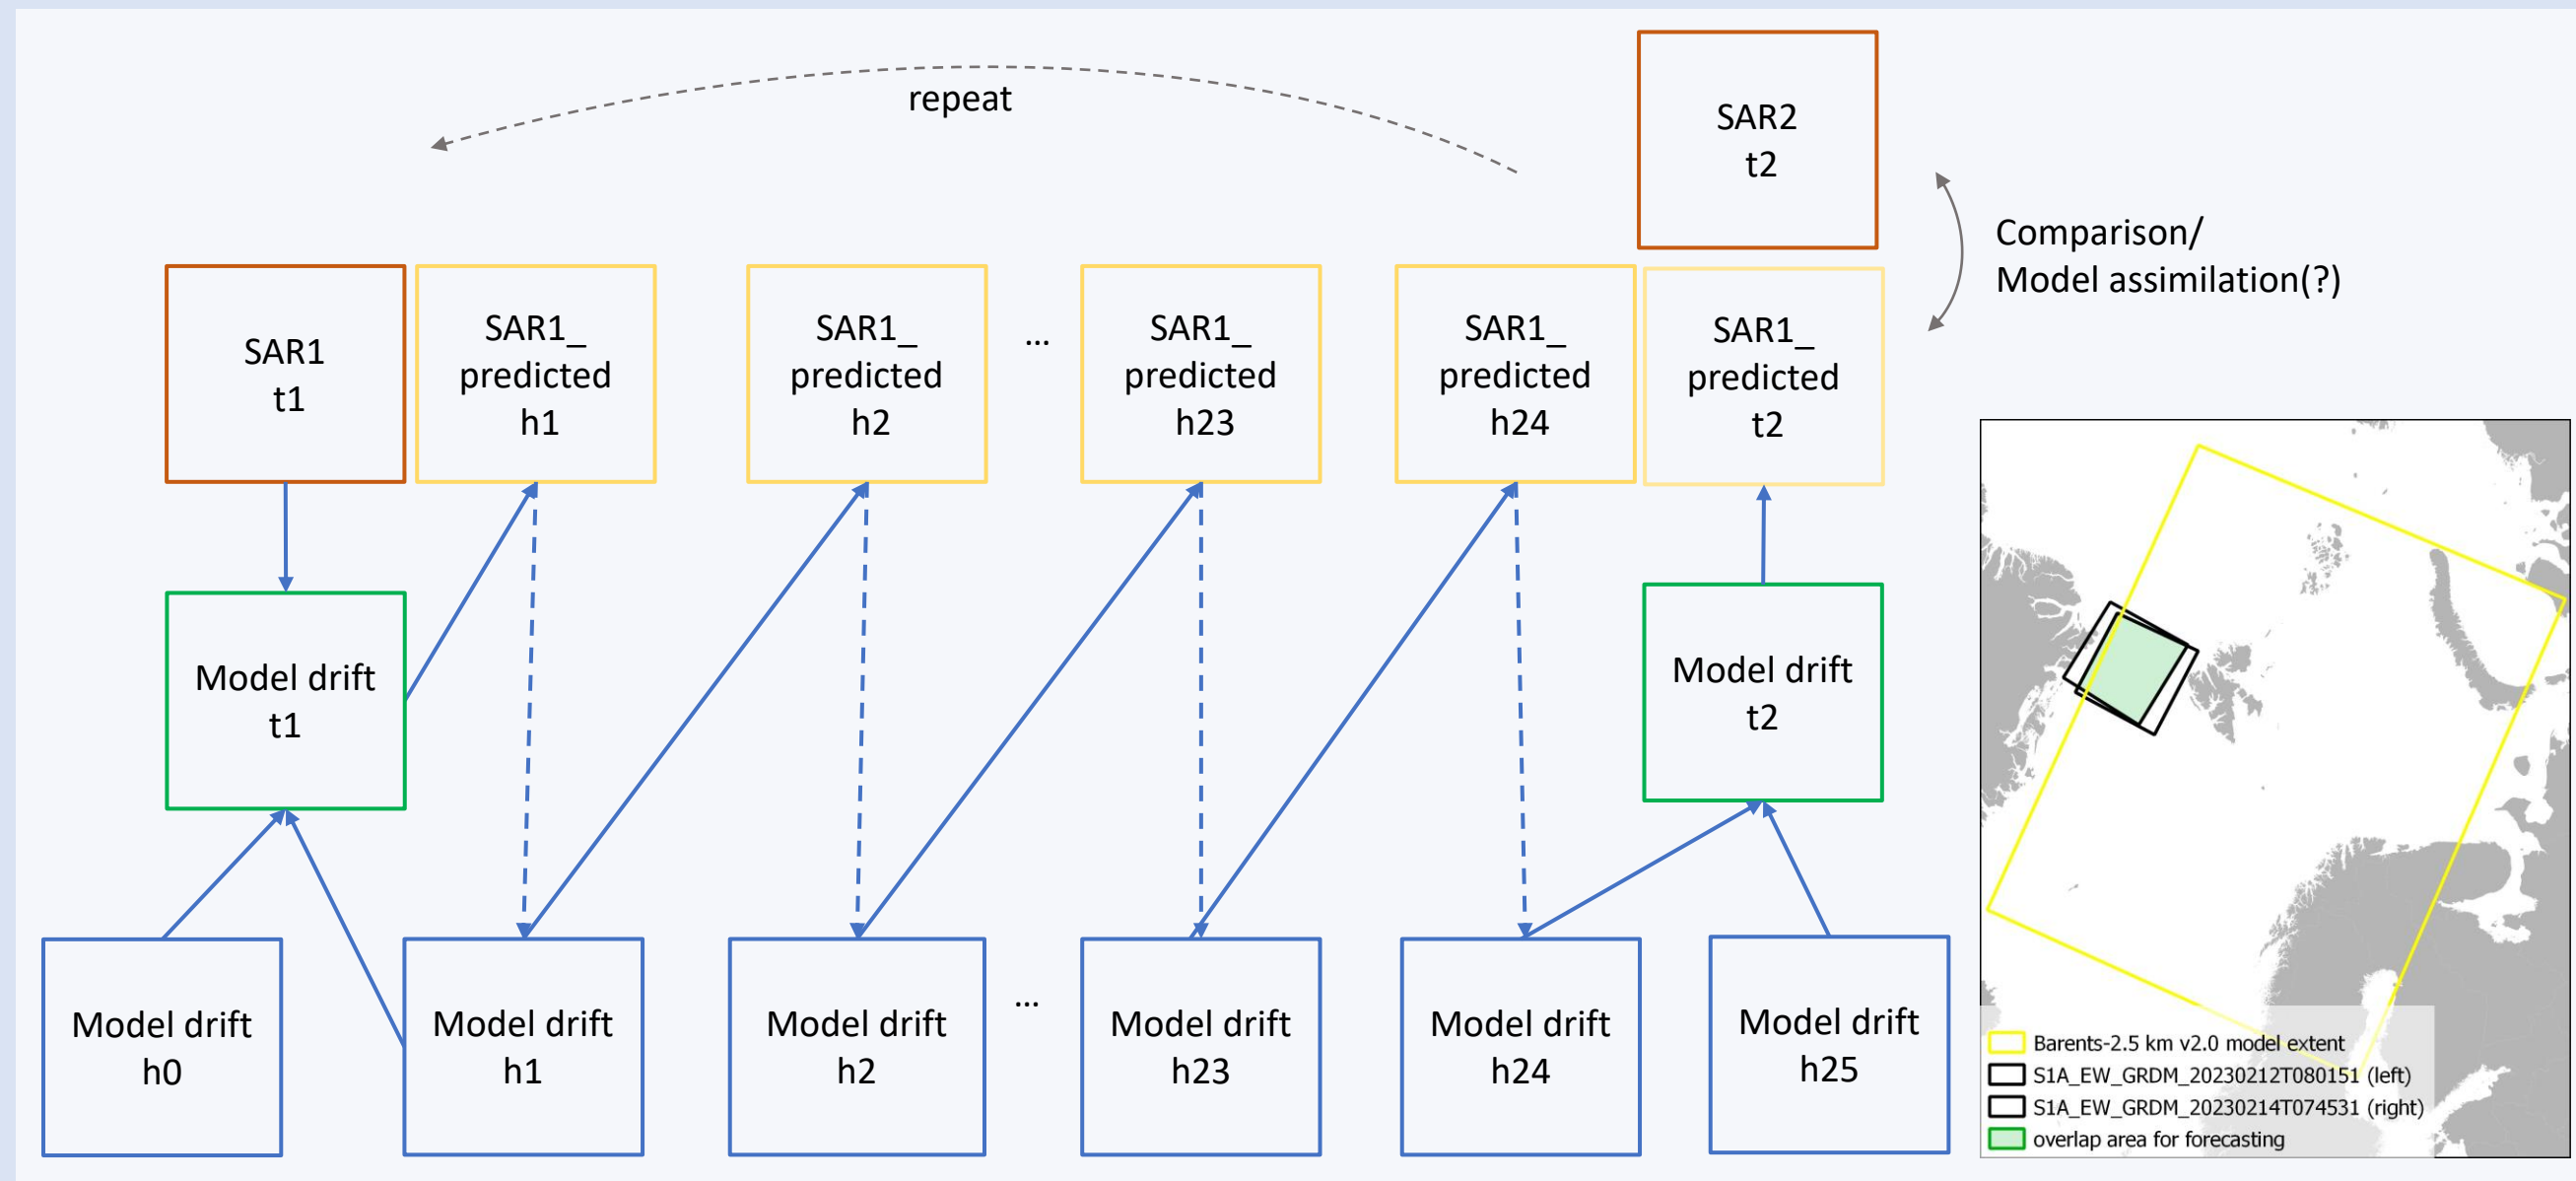 repeat
SAR2
t2
Comparison/
Model assimilation(?)
SAR1
t1
SAR1_
predicted
h1
SAR1_
predicted
h2
...
SAR1_
predicted
h23
SAR1_
predicted
h24
SAR1_
predicted
t2
Model drift
t1
Model drift
t2
Model drift
h0
Model drift
h1
Model drift
h2
...
Model drift
h23
Model drift
h24
Model drift
h25
Barents-2.5 km v2.0 model extent
S1A_EW_GRDM_20230212T080151 (left)
S1A_EW_GRDM_20230214T074531 (right)
overlap area for forecasting